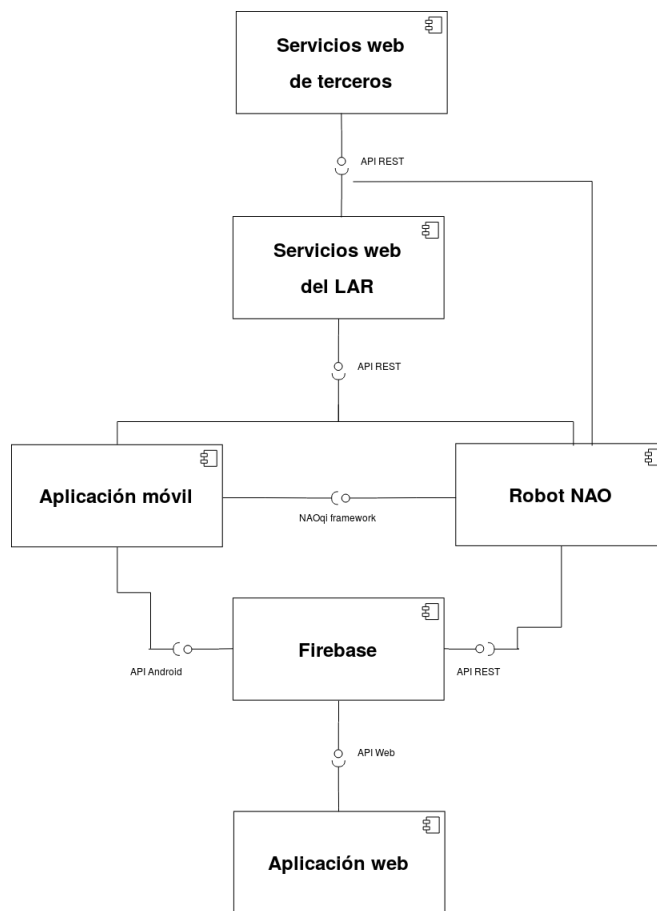 Servicios web
de terceros
API REST
Servicios web
del LAR
API REST
Aplicación móvil
Robot NAO
NAOqi framework
Firebase
API Android
API REST
API Web
Aplicación web